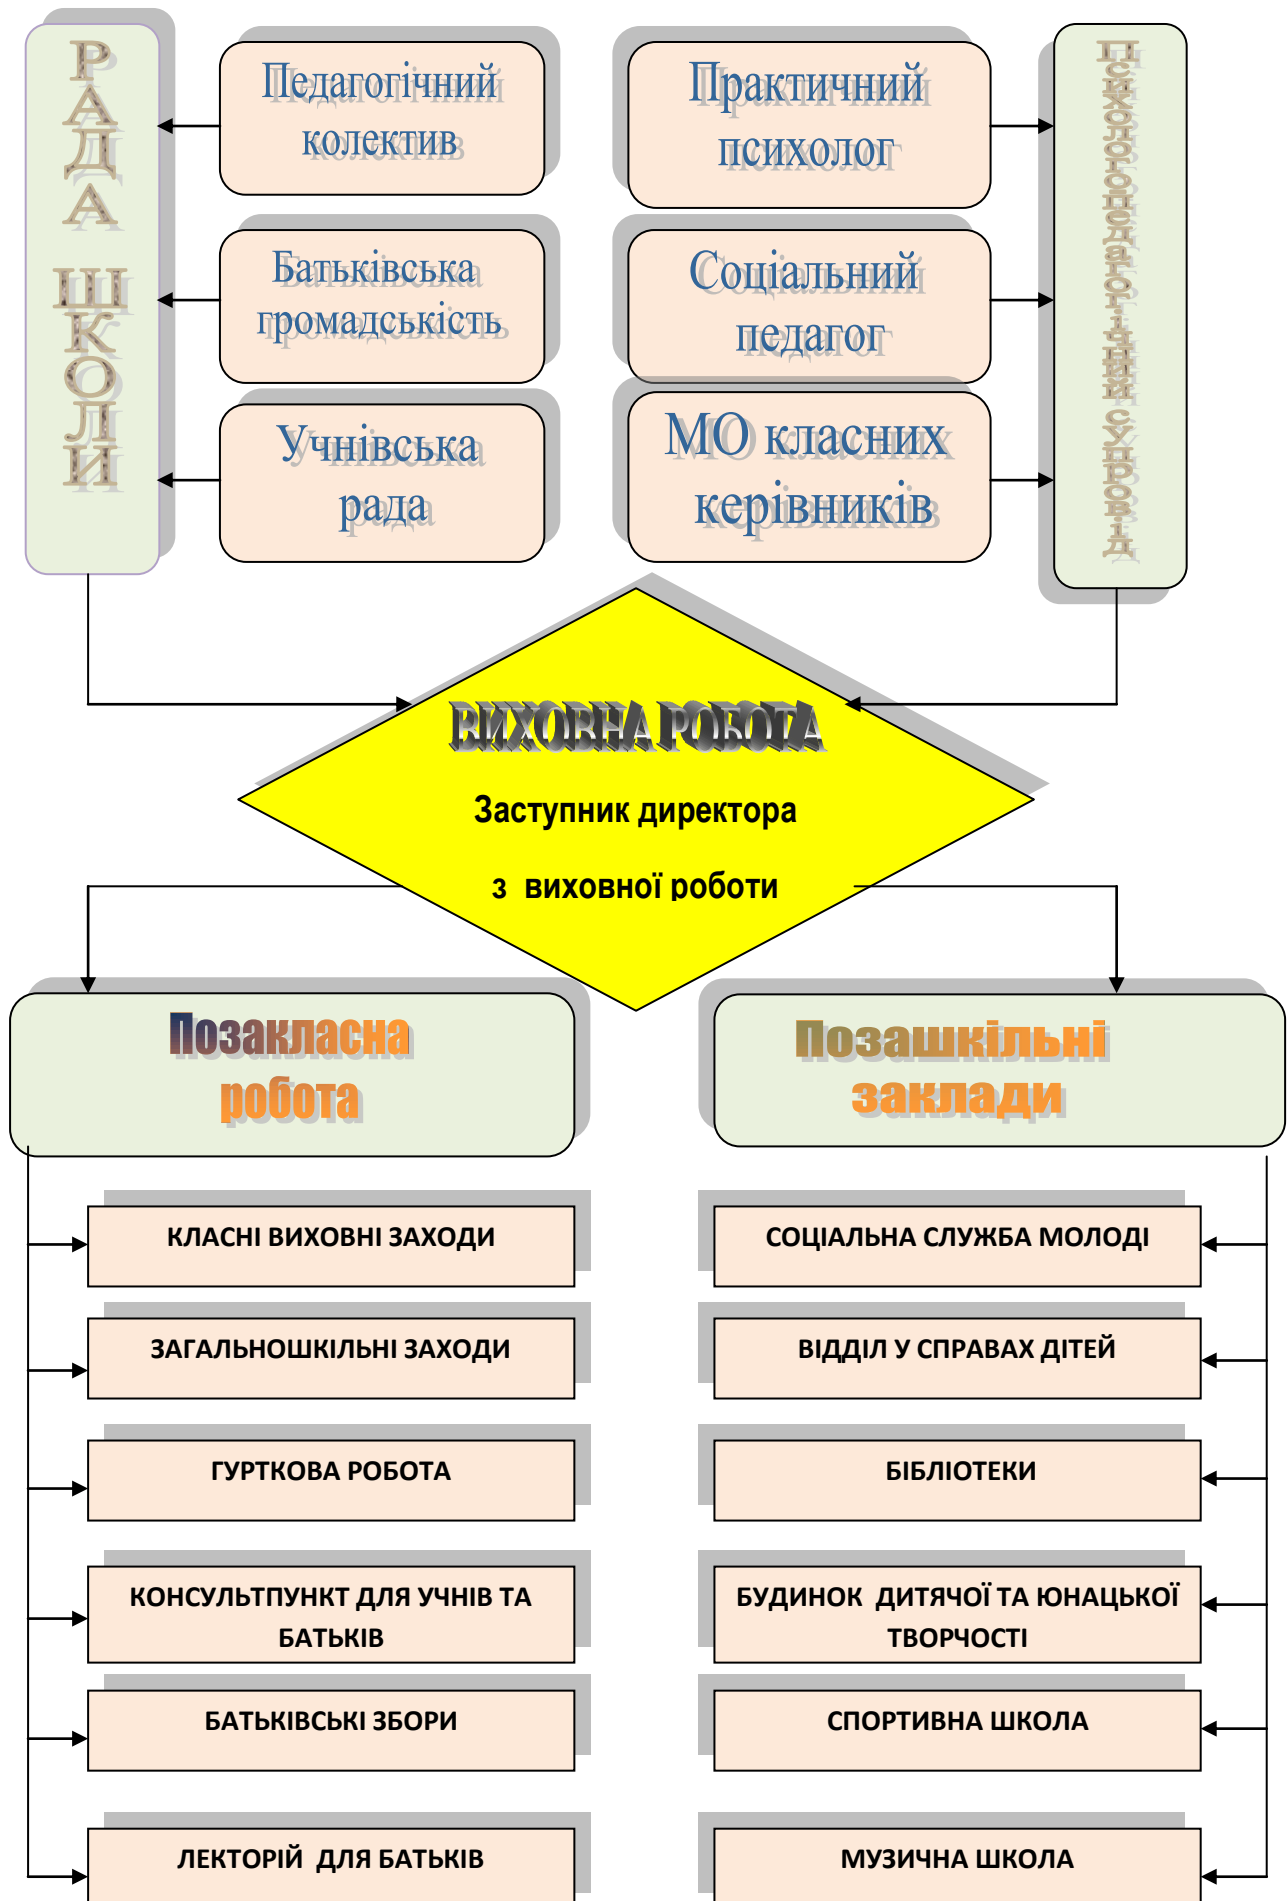 РАДА ШКОЛИ
Педагогічний
колектив
Батьківська
громадськість
Учнівська
рада
Практичний
психолог
Соціальний
педагог
МО класних
керівників
Психологопедагогічний супровід
ВИХОВНА РОБОТА
Заступник директора
з виховної роботи
Позакласна
робота
КЛАСНІ ВИХОВНІ ЗАХОДИ
ЗАГАЛЬНОШКІЛЬНІ ЗАХОДИ
ГУРТКОВА РОБОТА
КОНСУЛЬТПУНКТ ДЛЯ УЧНІВ ТА
БАТЬКІВ
БАТЬКІВСЬКІ ЗБОРИ
ЛЕКТОРІЙ ДЛЯ БАТЬКІВ
Позашкільні
заклади
СОЦІАЛЬНА СЛУЖБА МОЛОДІ
ВІДДІЛ У СПРАВАХ ДІТЕЙ
БІБЛІОТЕКИ
БУДИНОК ДИТЯЧОЇ ТА ЮНАЦЬКОЇ
ТВОРЧОСТІ
СПОРТИВНА ШКОЛА
МУЗИЧНА ШКОЛА